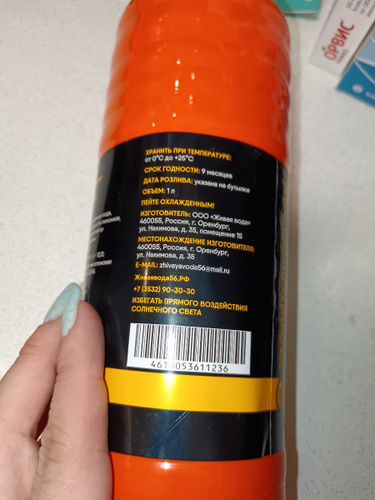 ОРВИС
ХРАНИТЬ ПРИ ТЕМПЕРАТУРЕ:
от 0°С до +25°С
СРОК ГОДНОСТИ: 9 месяцев
ДАТА РОЗЛИВА: указана на бутылке
ОБЪЕМ: 1 л
ПЕЙТЕ ОХЛАЖДЕННЫМ!
ИЗГОТОВИТЕЛЬ: ООО «Живая вода»
460055, Россия, г. Оренбург,
ул. Нахимова, д. 35, помещение 15
МЕСТОНАХОЖДЕНИЕ ИЗГОТОВИТЕЛЯ:
460055, Россия, г. Оренбург,
ул. Нахимова, д. 35
E-MAIL: zhivayavoda56@mail.ru
Живаявода56.РФ
+7 (3532) 90-30-30
ИЗБЕГАТЬ ПРЯМОГО ВОЗДЕЙСТВИЯ
СОЛНЕЧНОГО СВЕТА
4610053611236